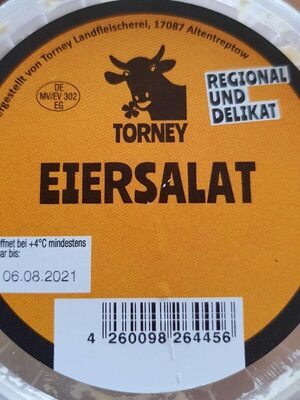 ergestellt von Torney Landfleischerei, 17087 Altentreptow
DE
MV/EV 302
EG
REGIONAL
UND
DELIKAT
TORNEY
EIERSALAT
ffnet bei +4°C mindestens
ar bis:
06.08.2021
4 260098 264456